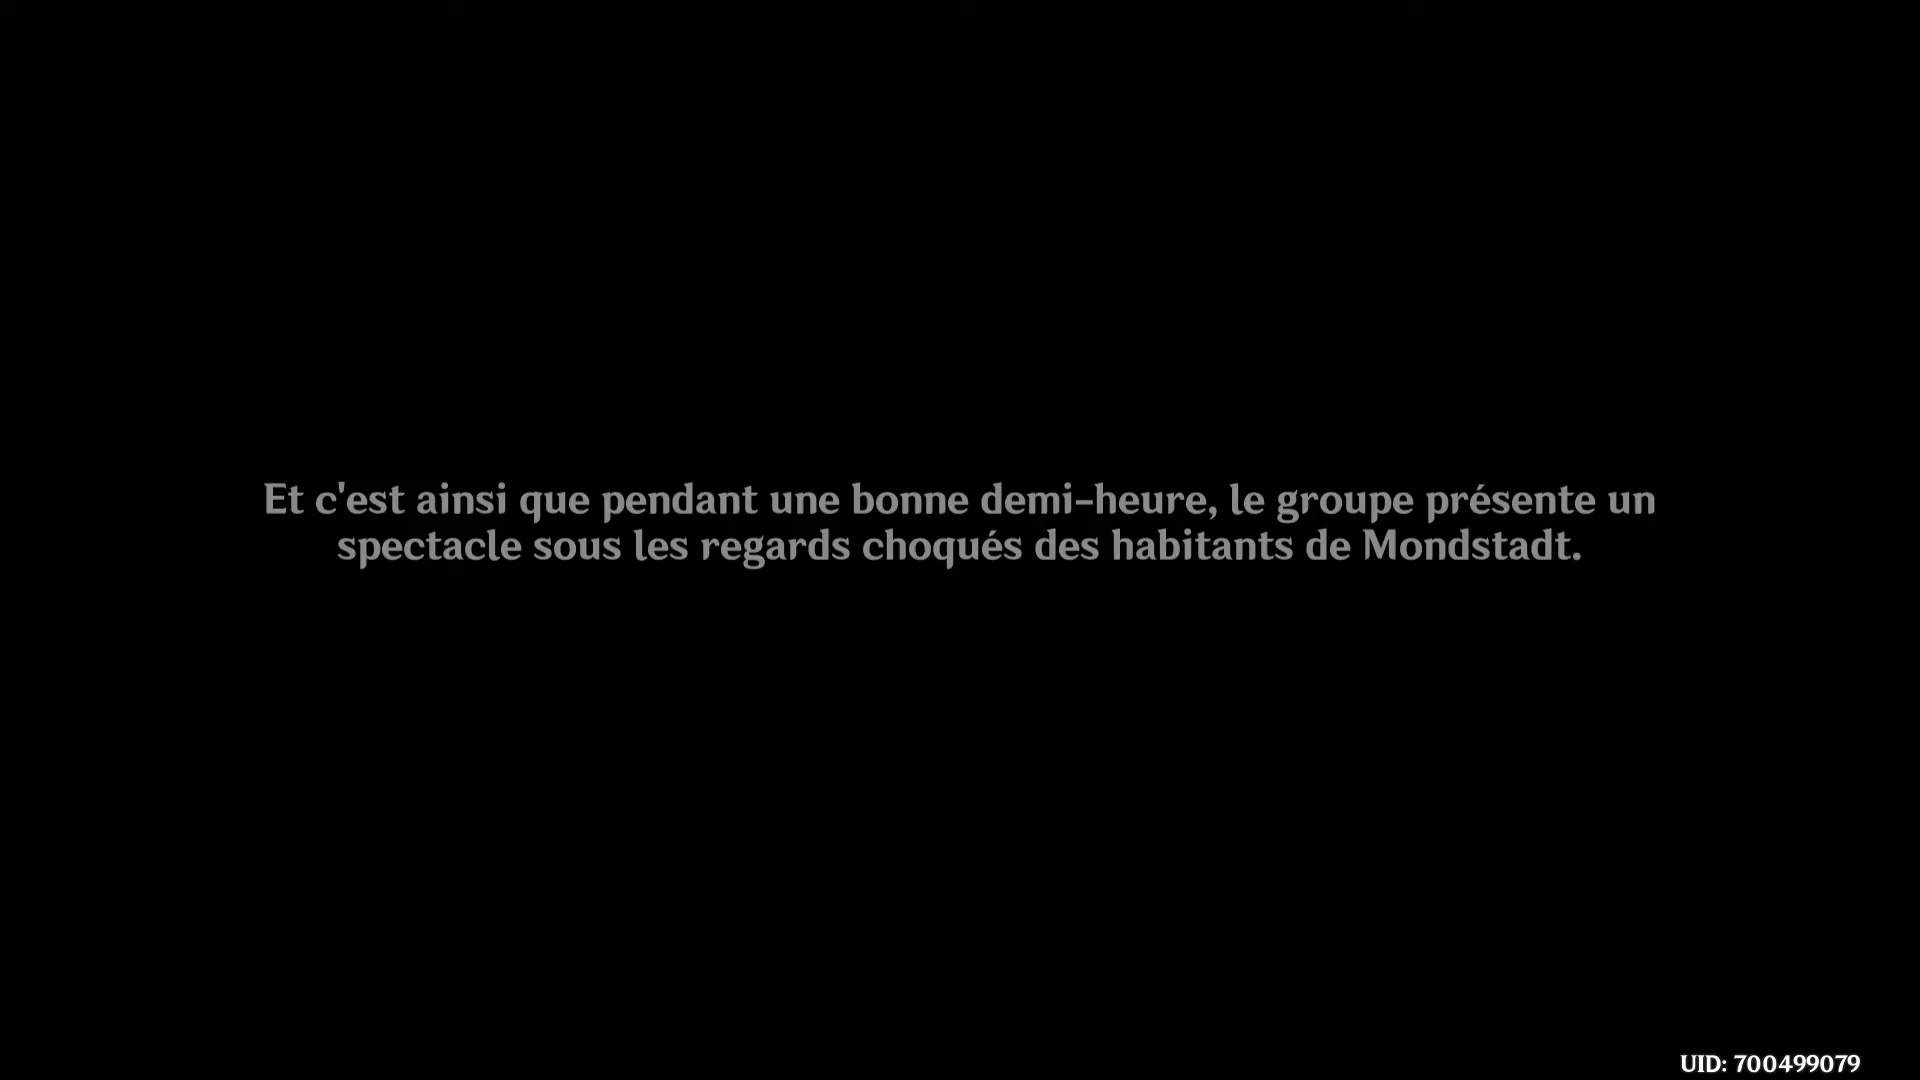 Et c'est ainsi que pendant une bonne demi-heure, le groupe présente un
spectacle sous les regards choqués des habitants de Mondstadt.
UID: 700499079